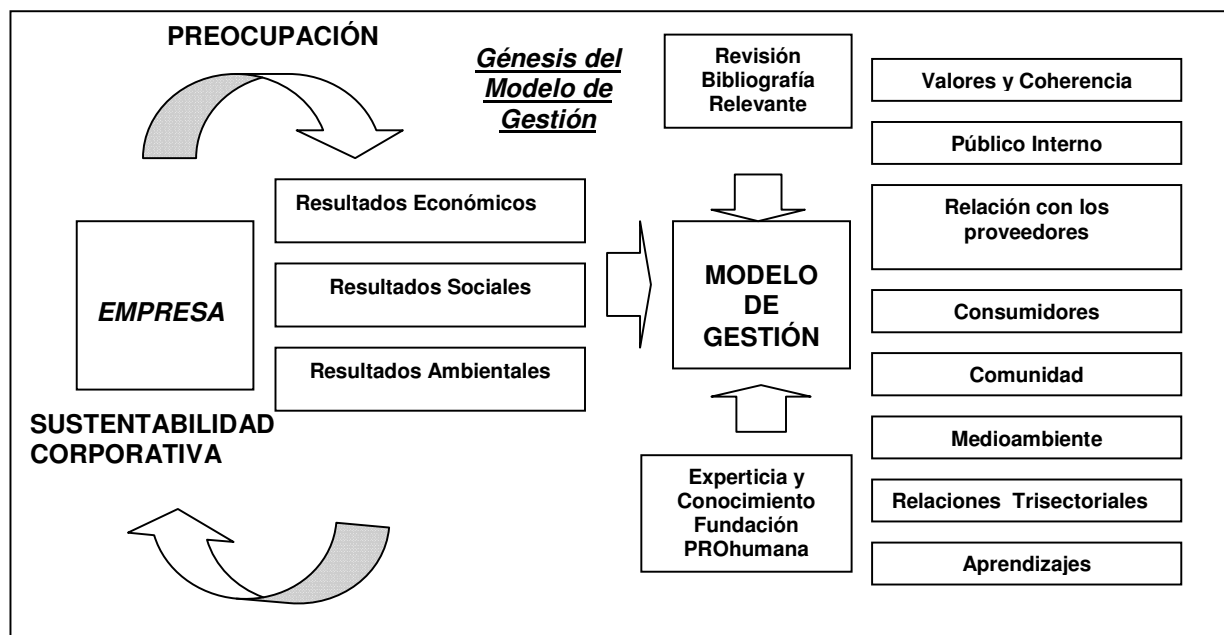 PREOCUPACIÓN
Génesis del
Modelo de
Gestión
Resultados Económicos
Resultados Sociales
Resultados Ambientales
EMPRESA
SUSTENTABILIDAD
CORPORATIVA
Revisión
Bibliografía
Relevante
MODELO
DE
GESTIÓN
Experticia y
Conocimiento
Fundación
PROhumana
Valores y Coherencia
Público Interno
Relación con los
proveedores
Consumidores
Comunidad
Medioambiente
Relaciones Trisectoriales
Aprendizajes